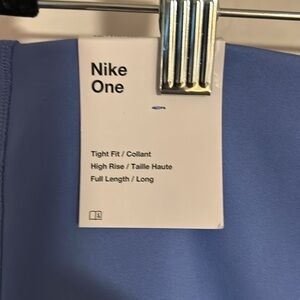 Nike
One
Tight Fit / Collant
High Rise / Taille Haute
Full Length / Long